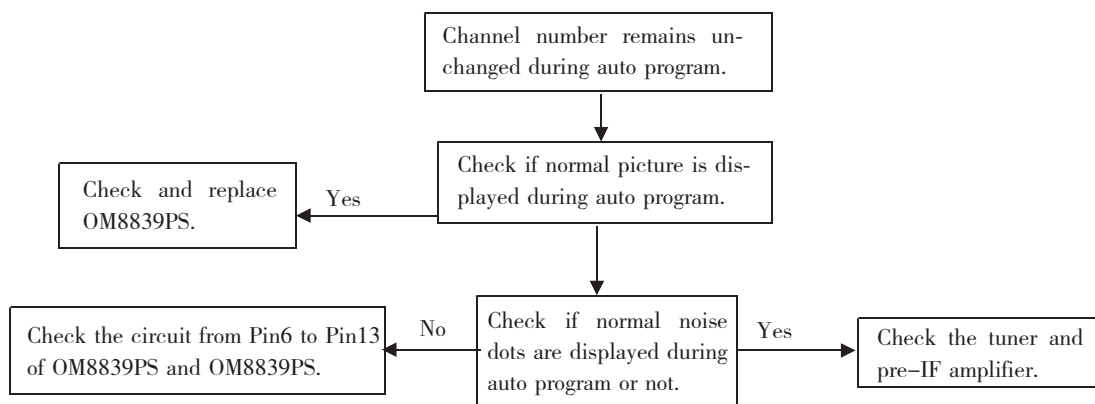 Channel number remains un-
changed during auto program.
Check if normal picture is dis-
played during auto program.
Yes
Check and replace
OM8839PS.
Check if normal noise
dots are displayed during
auto program or not.
No
Check the circuit from Pin6 to Pin13
of OM8839PS and OM8839PS.
Yes
Check the tuner and
pre-IF amplifier.